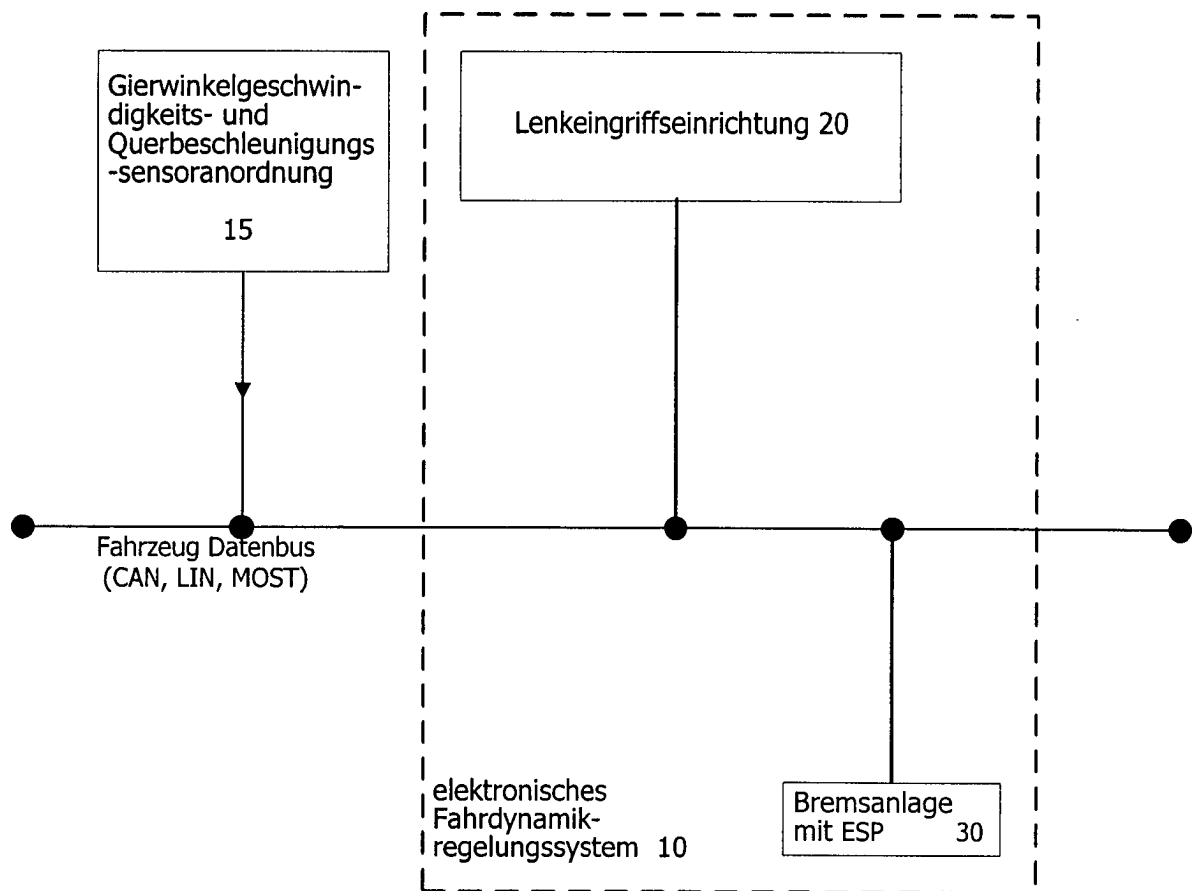 Gierwinkelgeschwin-
digkeits- und
Querbeschleunigungs
-sensoranordnung
15
Lenkeingriffseinrichtung 20
Fahrzeug Datenbus
(CAN, LIN, MOST)
elektronisches
Fahrdynamik-
regelungssystem 10
Bremsanlage
mit ESP 30